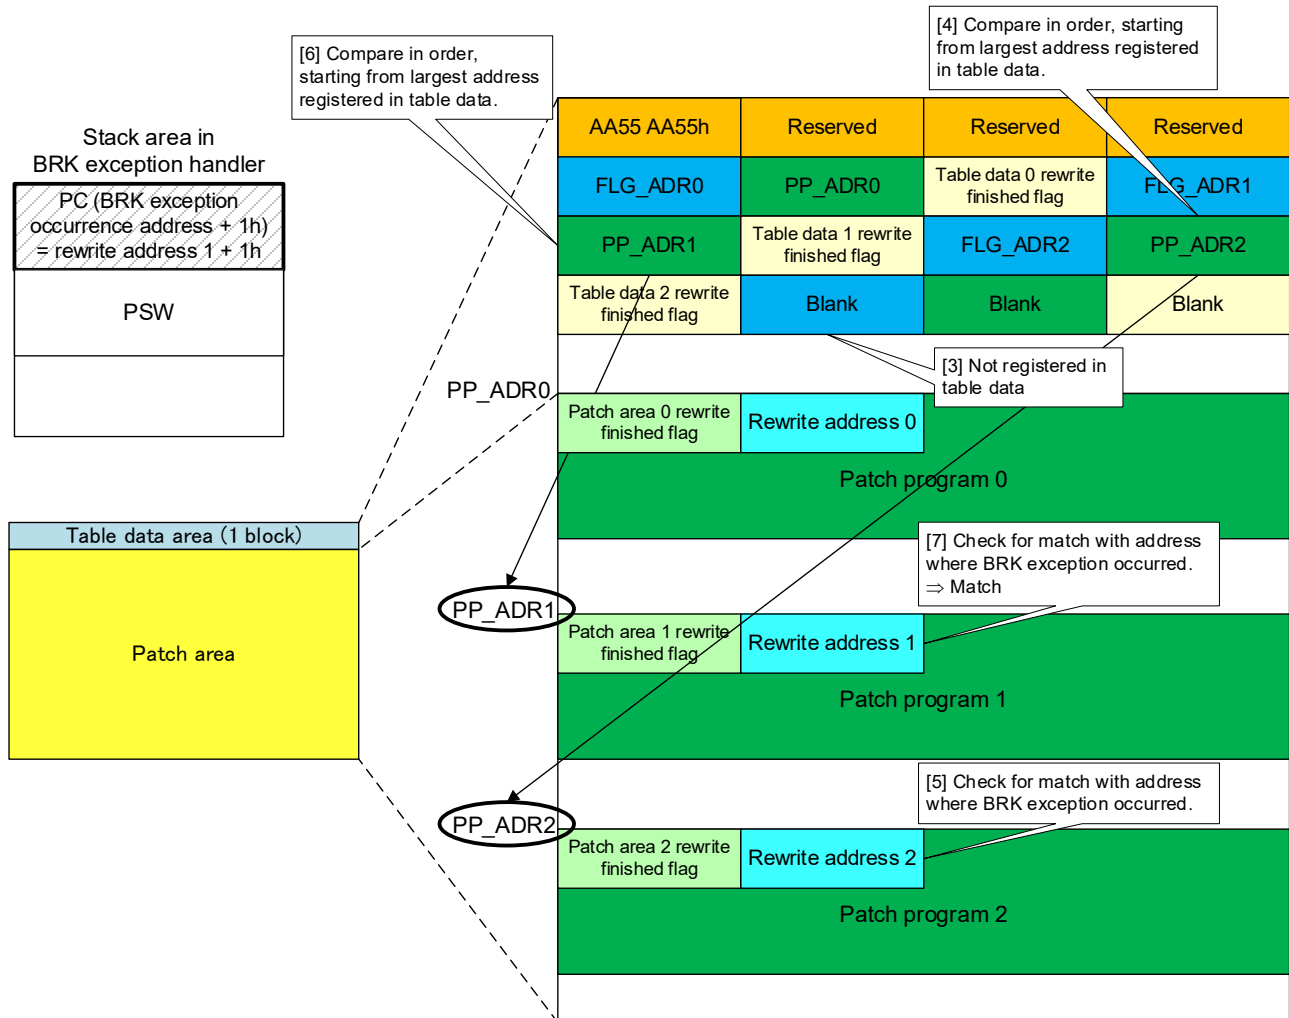 [6] Compare in order,
starting from largest address
registered in table data.
[4] Compare in order, starting
from largest address registered
in table data.
Stack area in
BRK exception handler
PC (BRK exception
occurrence address + 1h)
= rewrite address 1 + 1h
PSW
AA55 AA55h
Reserved
Reserved
Reserved
FLG_ADR0
PP_ADR0
Table data 0 rewrite
finished flag
FLG_ADR1
PP_ADR1
Table data 1 rewrite
finished flag
FLG_ADR2
PP_ADR2
Table data 2 rewrite
finished flag
Blank
Blank
Blank
[3] Not registered in
table data
PP_ADR0
Patch area 0 rewrite
finished flag
Rewrite address 0
Patch program 0
Table data area (1 block)
Patch area
[7] Check for match with address
where BRK exception occurred.
⇒ Match
PP_ADR1
Patch area 1 rewrite
finished flag
Rewrite address 1
Patch program 1
[5] Check for match with address
where BRK exception occurred.
PP_ADR2
Patch area 2 rewrite
finished flag
Rewrite address 2
Patch program 2